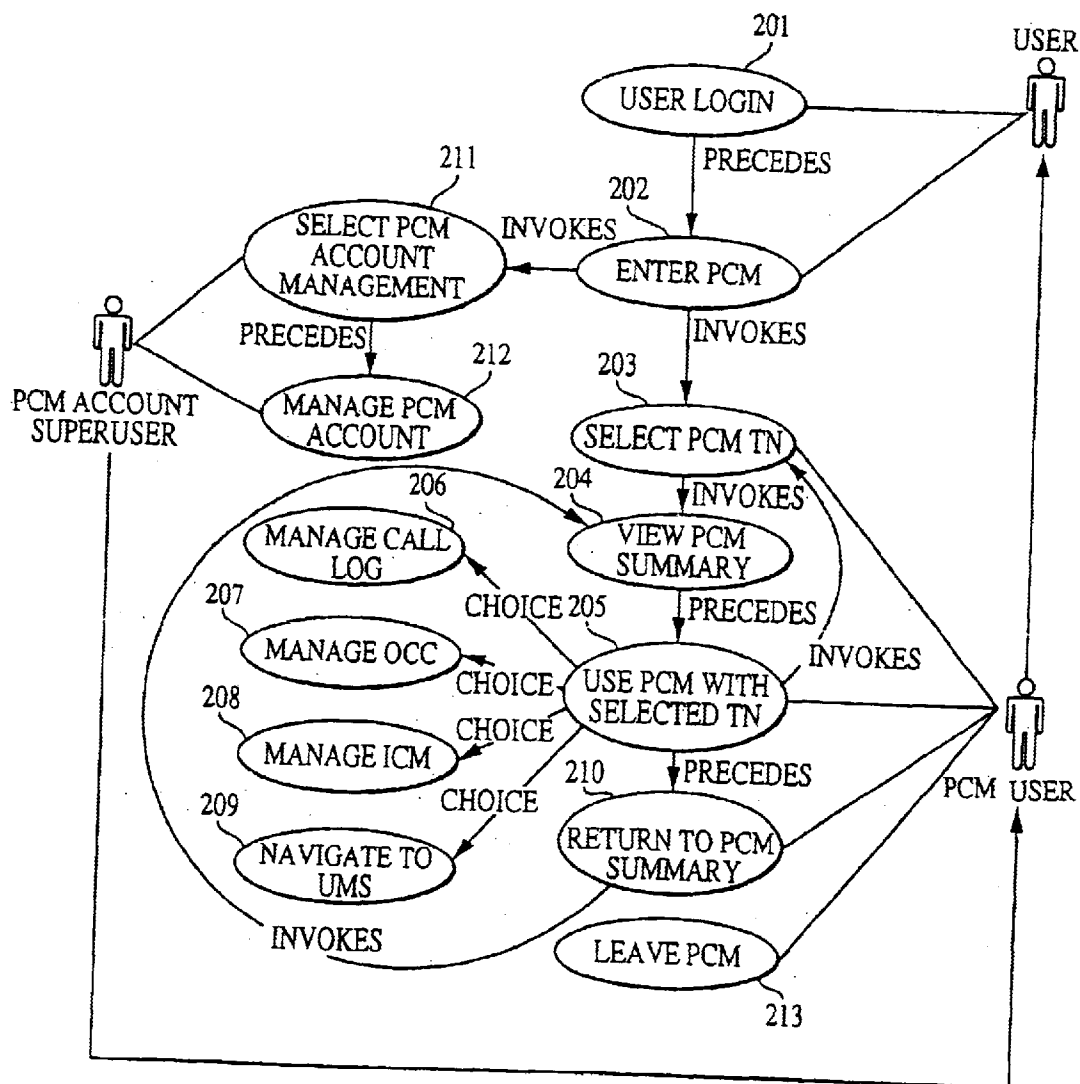 201
USER
USER LOGIN
PRECEDES
211
202
SELECT PCM
ACCOUNT
MANAGEMENT
INVOKES
ENTER PCM
INVOKES
PRECEDES
212
203
PCM ACCOUNT
SUPERUSER
MANAGE PCM
ACCOUNT
SELECT PCM TN
206
204
INVOKES
MANAGE CALL
LOG
VIEW PCM
SUMMARY
207
CHOICE
205
PRECEDES
MANAGE OCC
CHOICE
USE PCM WITH
SELECTED TN
INVOKES
208
CHOICE
MANAGE ICM
PRECEDES
PCM USER
CHOICE
209
210
NAVIGATE TO
UMS
RETURN TO PCM
SUMMARY
INVOKES
LEAVE PCM
213